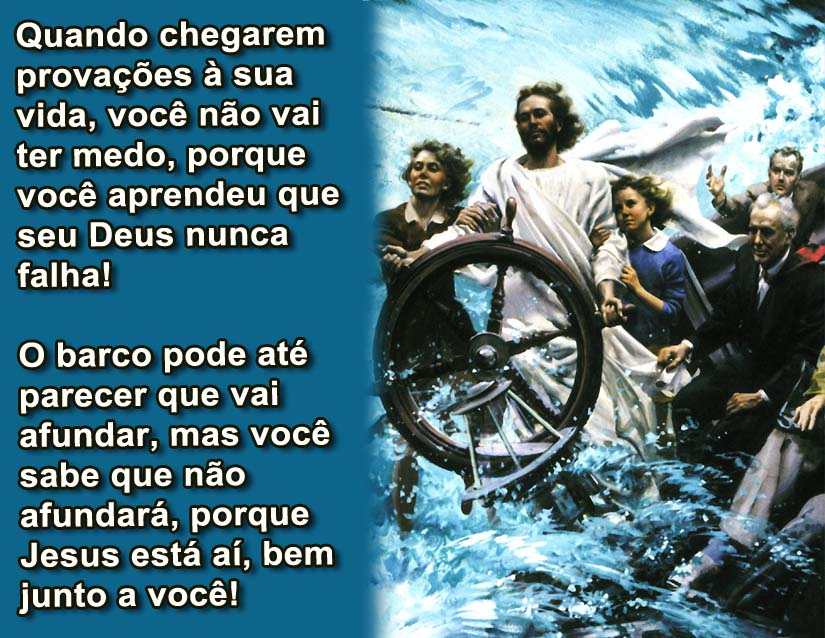 Quando chegarem
provações à sua
vida, você não vai
ter medo, porque
você aprendeu que
seu Deus nunca
falha!
O barco pode até
parecer que vai
afundar, mas você
sabe que não
afundará, porque
Jesus está aí, bem
junto a você!